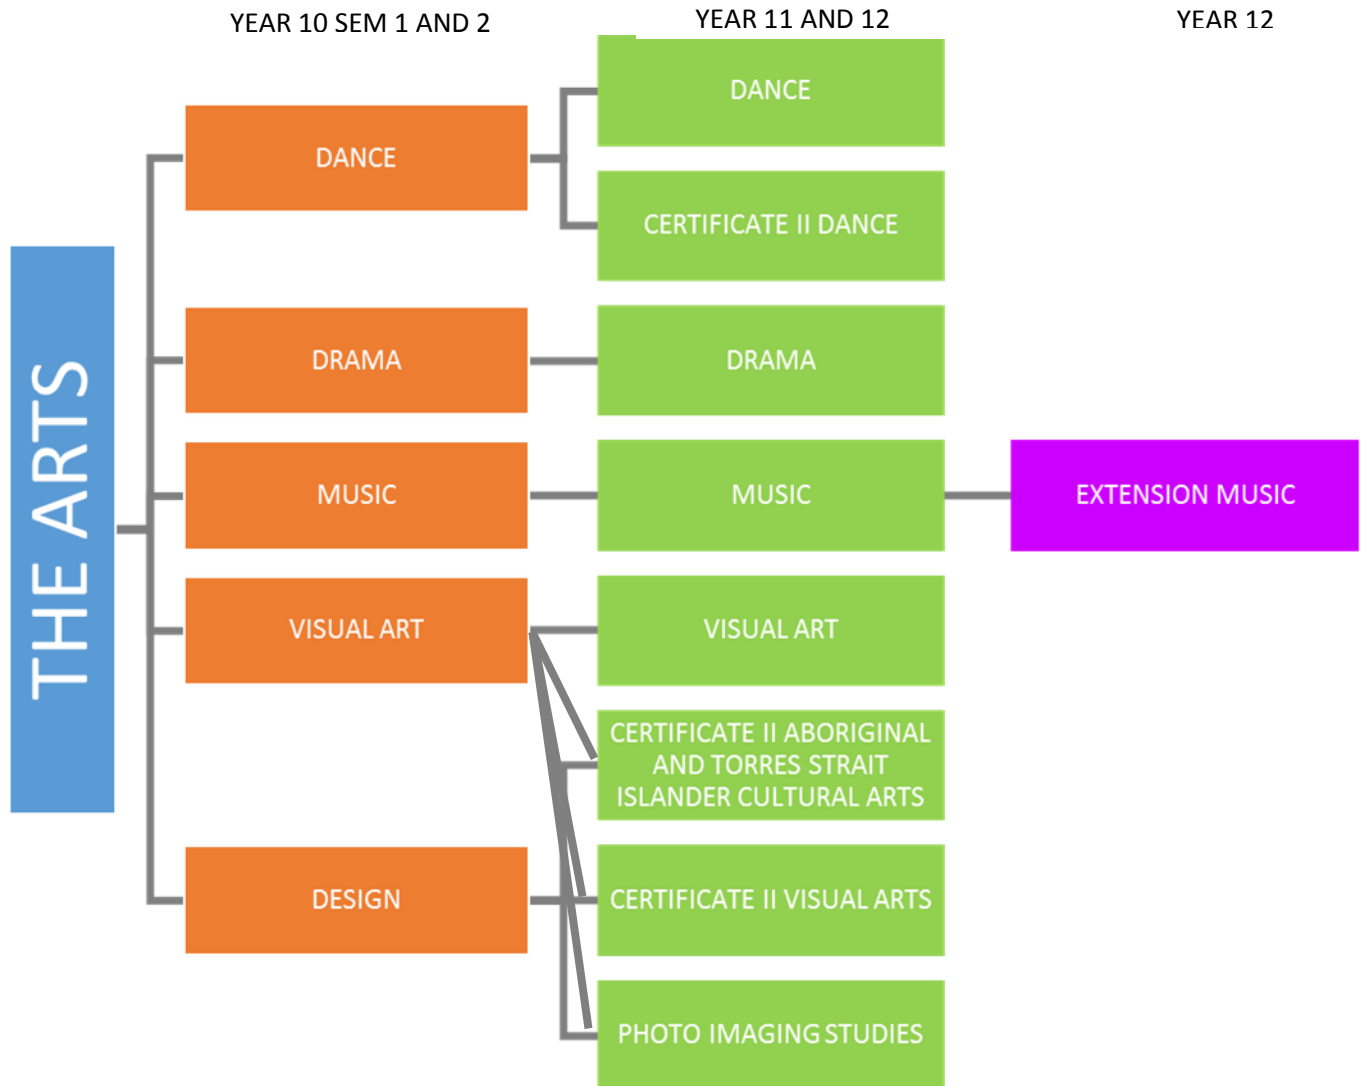 YEAR 10 SEM 1 AND 2
YEAR 11 AND 12
YEAR 12
THE ARTS
DANCE
DANCE
CERTIFICATE II DANCE
DRAMA
DRAMA
MUSIC
MUSIC
EXTENSION MUSIC
VISUAL ART
VISUAL ART
CERTIFICATE II ABORIGINAL
AND TORRES STRAIT
ISLANDER CULTURAL ARTS
DESIGN
CERTIFICATE II VISUAL ARTS
PHOTO IMAGING STUDIES